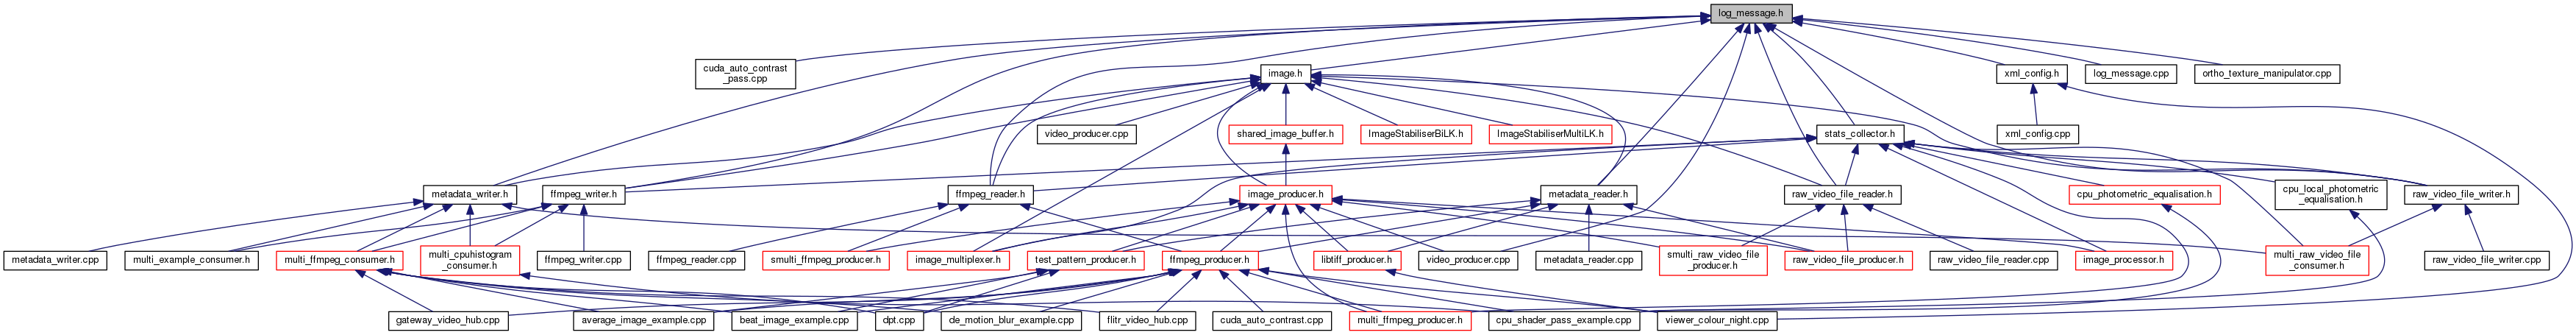 log_message.h
cuda_auto_contrast
_pass.cpp
image.h
xml_config.h
log_message.cpp
ortho_texture_manipulator.cpp
video_producer.cpp
shared_image_buffer.h
ImageStabiliserBiLK.h
ImageStabiliserMultiLK.h
stats_collector.h
xml_config.cpp
metadata_writer.h
ffmpeg_writer.h
ffmpeg_reader.h
image_producer.h
metadata_reader.h
raw_video_file_reader.h
cpu_photometric_equalisation.h
cpu_local_photometric
_equalisation.h
raw_video_file_writer.h
metadata_writer.cpp
multi_example_consumer.h
multi_ffmpeg_consumer.h
multi_cpuhistogram
_consumer.h
ffmpeg_writer.cpp
ffmpeg_reader.cpp
smulti_ffmpeg_producer.h
image_multiplexer.h
test_pattern_producer.h
ffmpeg_producer.h
libtiff_producer.h
video_producer.cpp
metadata_reader.cpp
smulti_raw_video_file
_producer.h
raw_video_file_producer.h
raw_video_file_reader.cpp
image_processor.h
multi_raw_video_file
_consumer.h
raw_video_file_writer.cpp
gateway_video_hub.cpp
average_image_example.cpp
beat_image_example.cpp
dpt.cpp
de_motion_blur_example.cpp
flitr_video_hub.cpp
cuda_auto_contrast.cpp
multi_ffmpeg_producer.h
cpu_shader_pass_example.cpp
viewer_colour_night.cpp